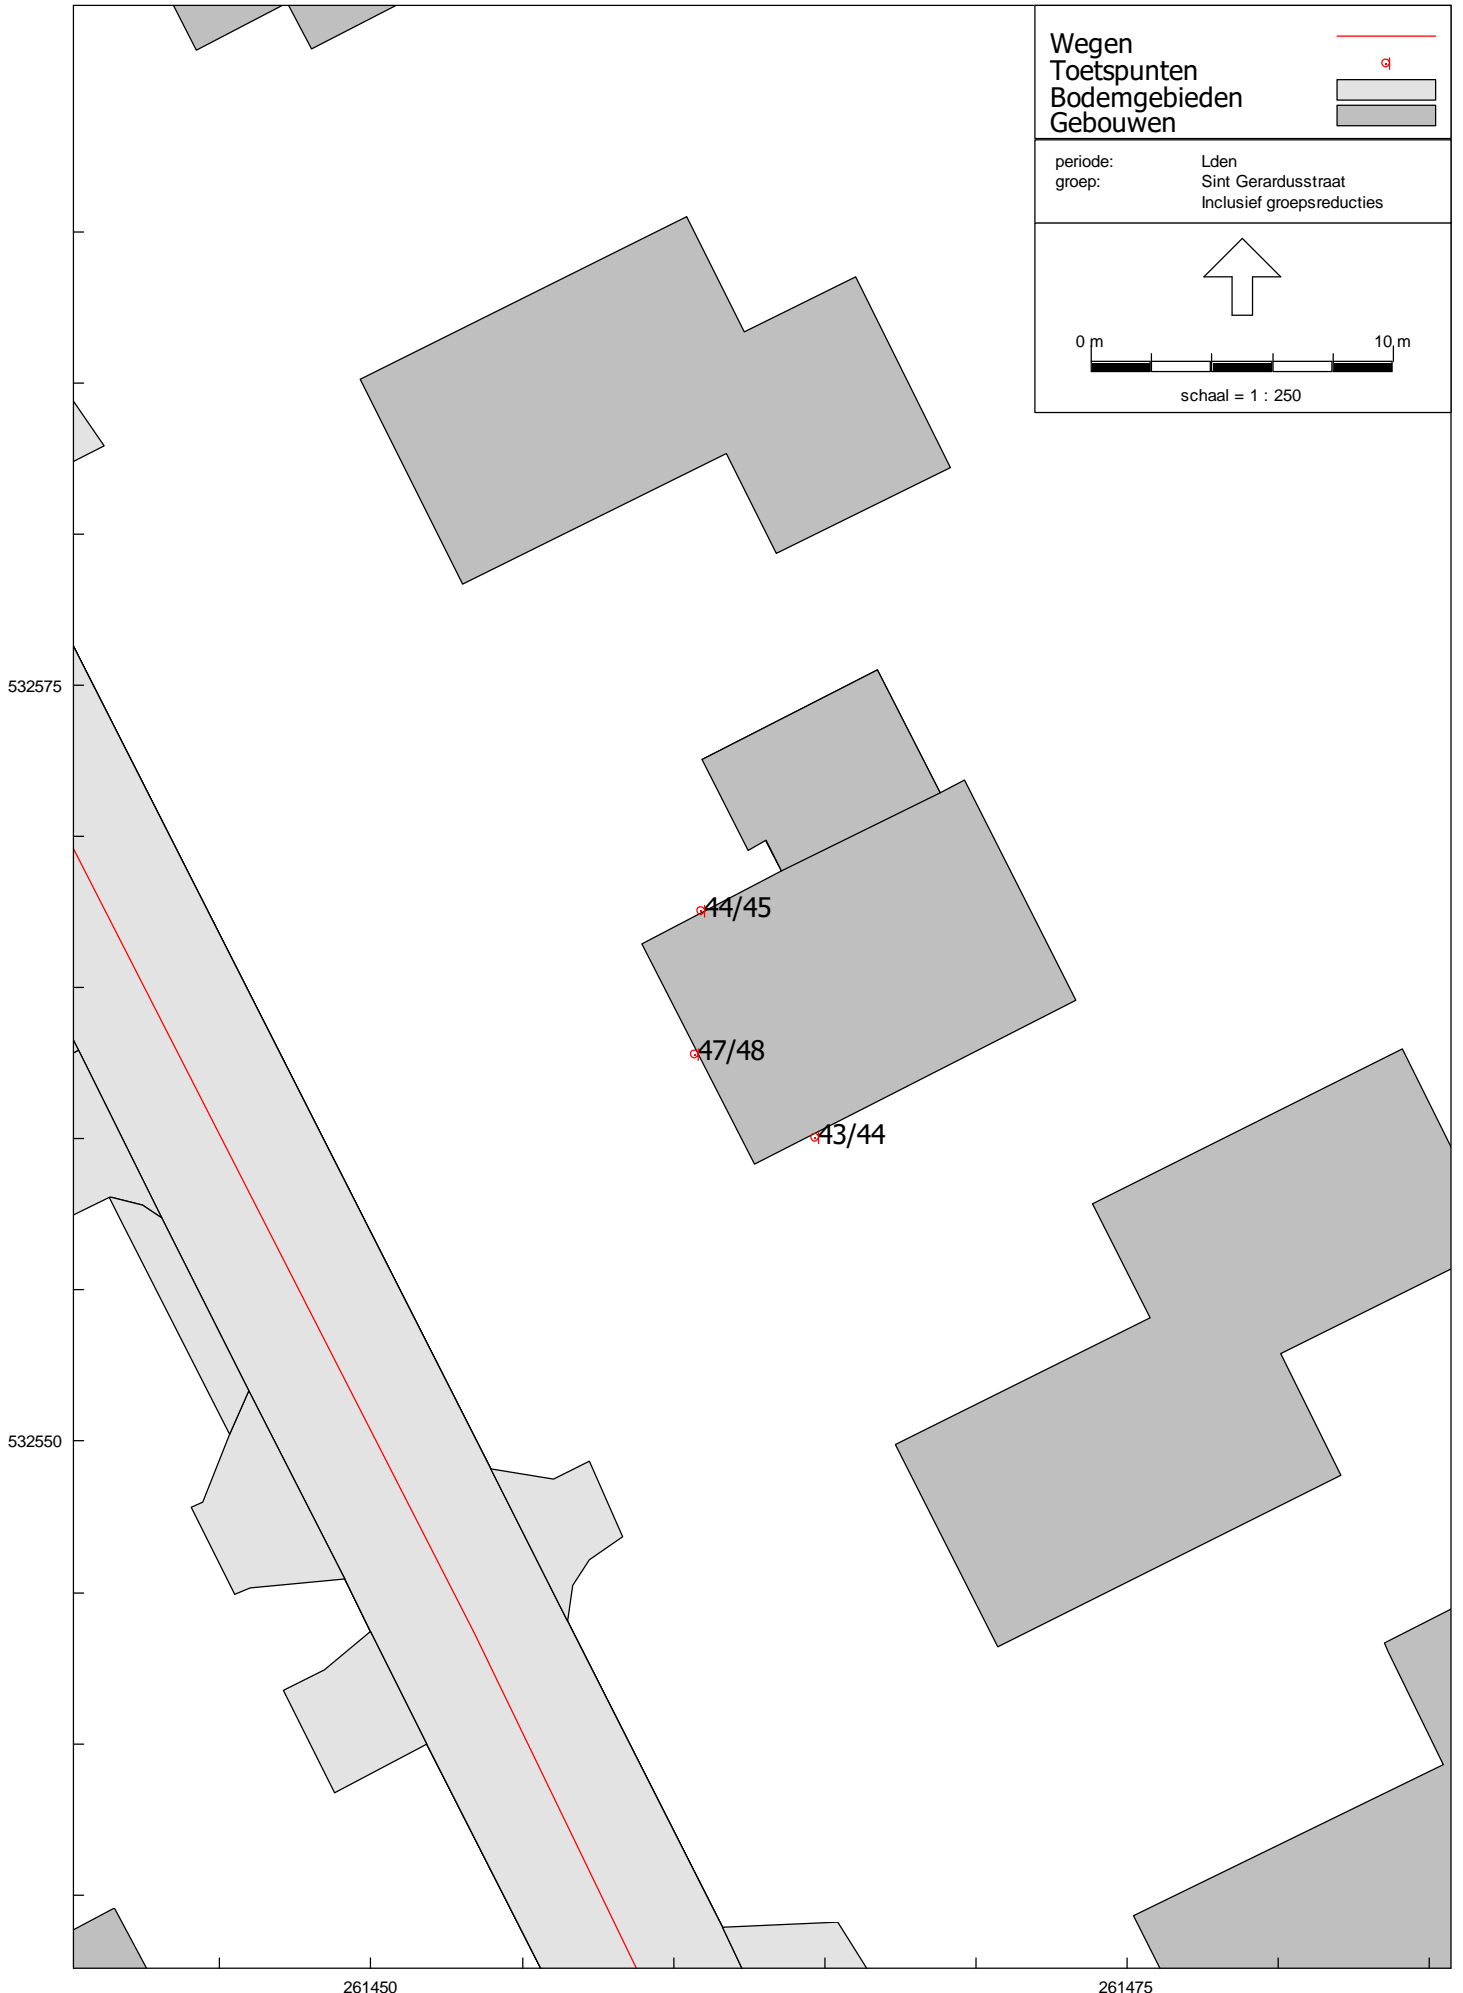 Wegen
Toetspunten
Bodemgebieden
Gebouwen
periode: Lden
groep: Sint Gerardusstraat
Inclusief groepsreducties
0 m 10 m
schaal = 1 : 250
532575
44/45
47/48
43/44
532550
261450 261475